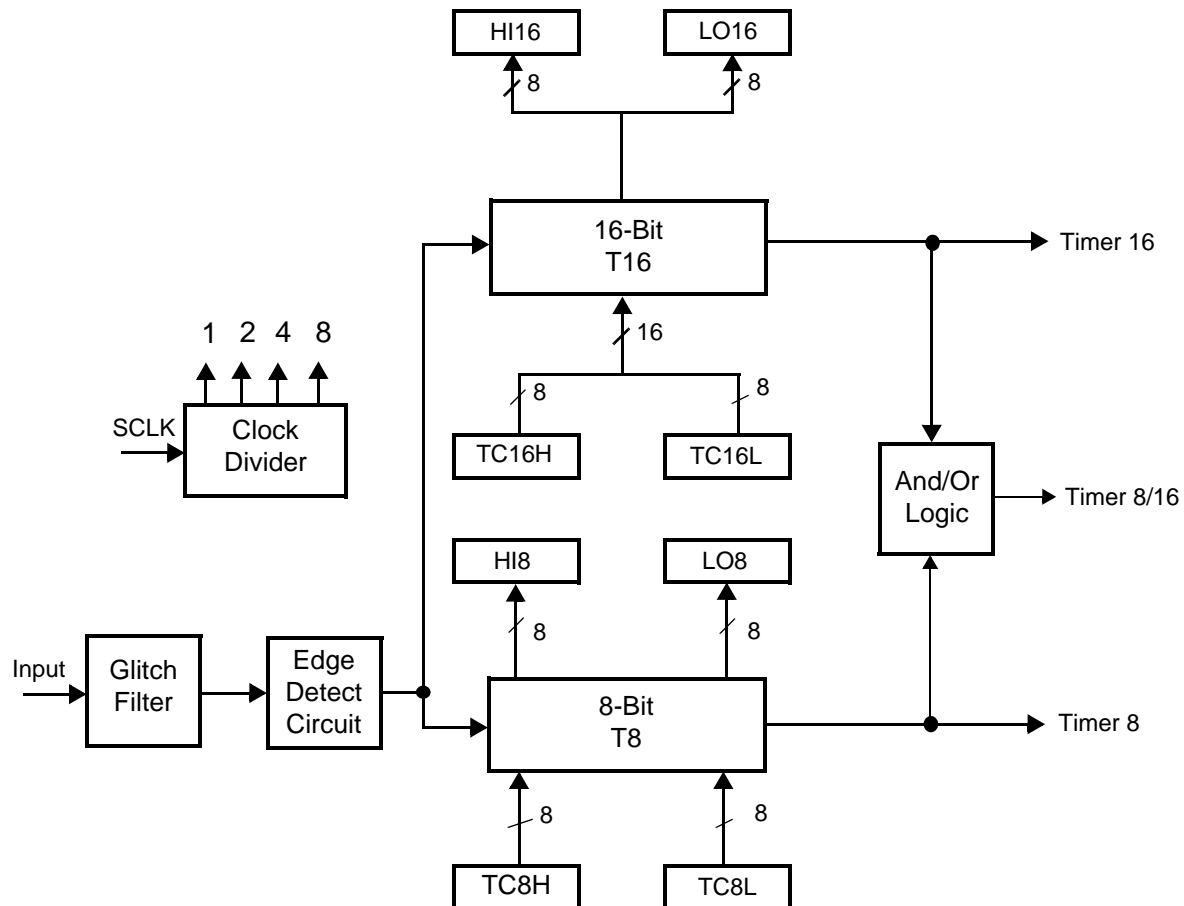 HI16
LO16
8
8
16-Bit
T16
Timer 16
16
1 2 4 8
SCLK
Clock
Divider
8
8
TC16H
TC16L
And/Or
Logic
Timer 8/16
HI8
LO8
8
8
Input
Glitch
Filter
Edge
Detect
Circuit
8-Bit
T8
Timer 8
8
8
TC8H
TC8L